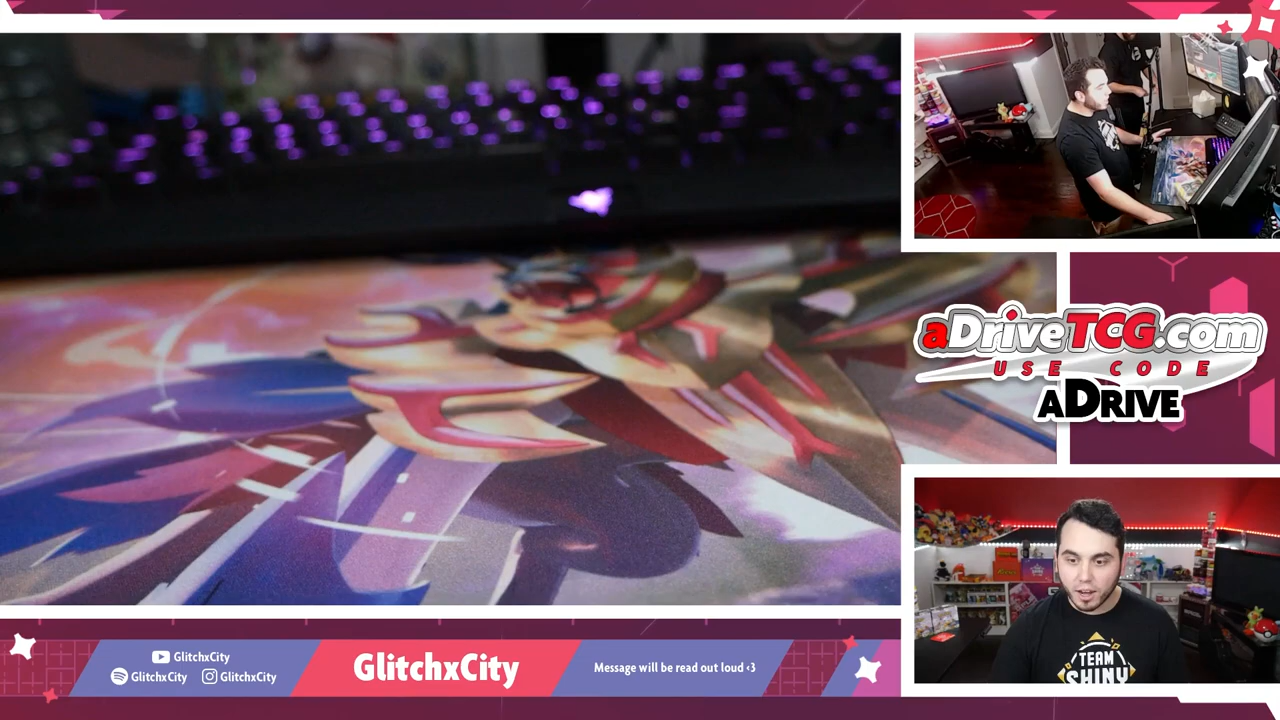 aDriveTCG.com
USE CODE
ADRIVE
TEAM
SHINY
GlitchxCity
GlitchxCity
GlitchxCity
GlitchxCity
Message will be read out loud <3